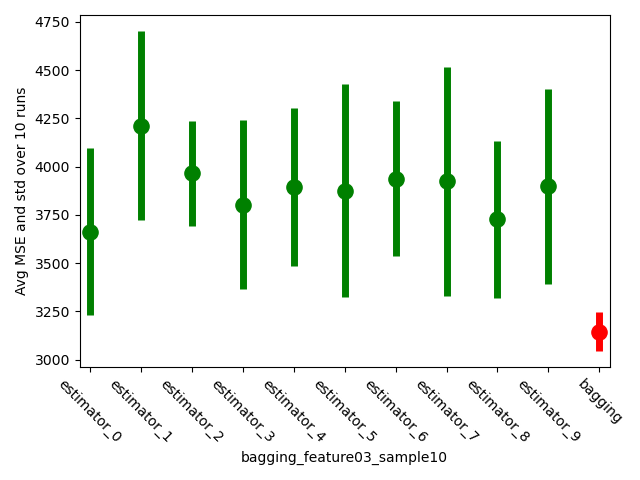 Avg MSE and std over 10 runs
4750
4500
4250
4000
3750
3500
3250
3000
estimator_0
estimator_1
estimator_2
estimator_3
estimator_4
estimator_5
estimator_6
estimator_7
estimator_8
estimator_9
bagging
bagging_feature03_sample10